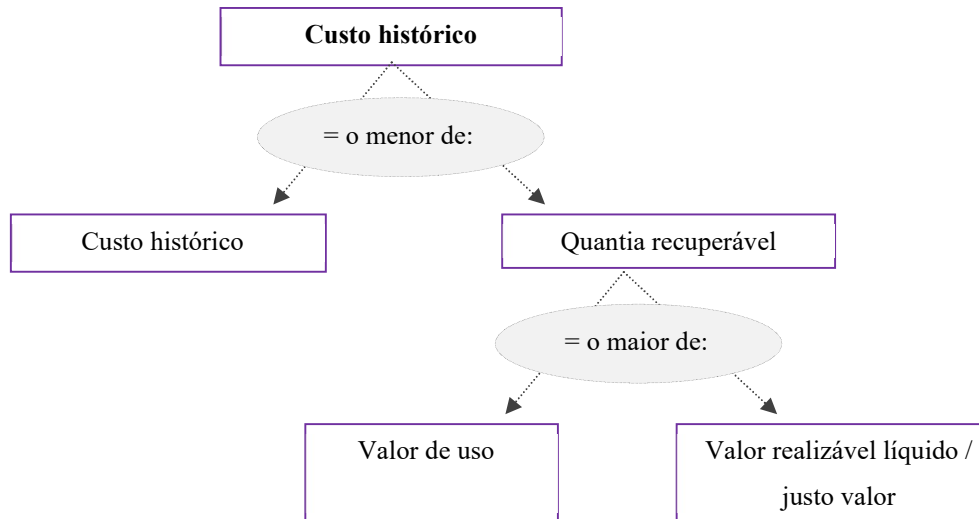 Custo histórico
= o menor de:
Custo histórico
Quantia recuperável
= o maior de:
Valor de uso
Valor realizável líquido /
justo valor